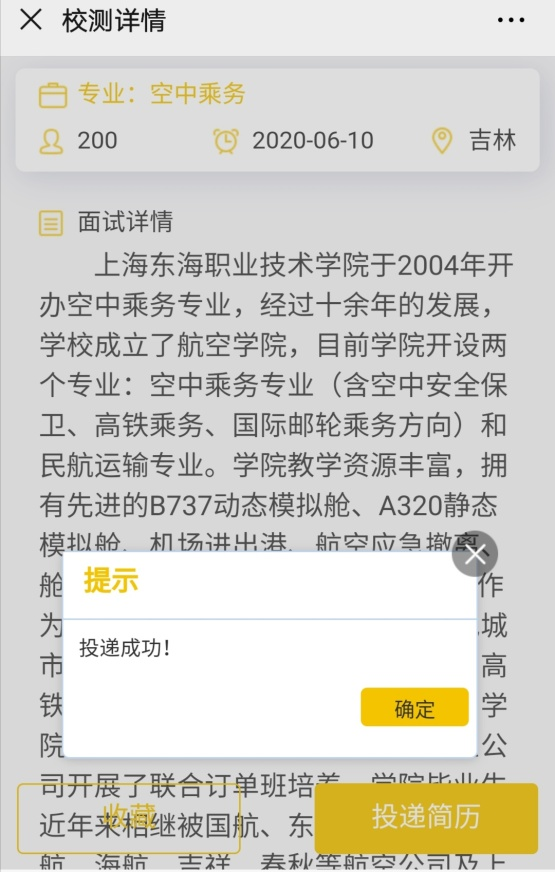 校测详情
专业：空中乘务
200
2020-06-10
吉林
面试详情
上海东海职业技术学院于2004年开
办空中乘务专业，经过十余年的发展，
学校成立了航空学院，目前学院开设两
个专业：空中乘务专业（含空中安全保
卫、高铁乘务、国际邮轮乘务方向）和
民航运输专业。学院教学资源丰富，拥
有先进的B737动态模拟舱、A320静态
模拟舱、机场进出港、航空应急撤离、
舱
作
为
城
市
高
铁
学
院
公
提示
投递成功！
确定
司开展了联合订单班培养。学院毕业生
近年来相继被国航、东
航、海航、吉祥、春秋等航空公司及上
收藏
投递简历